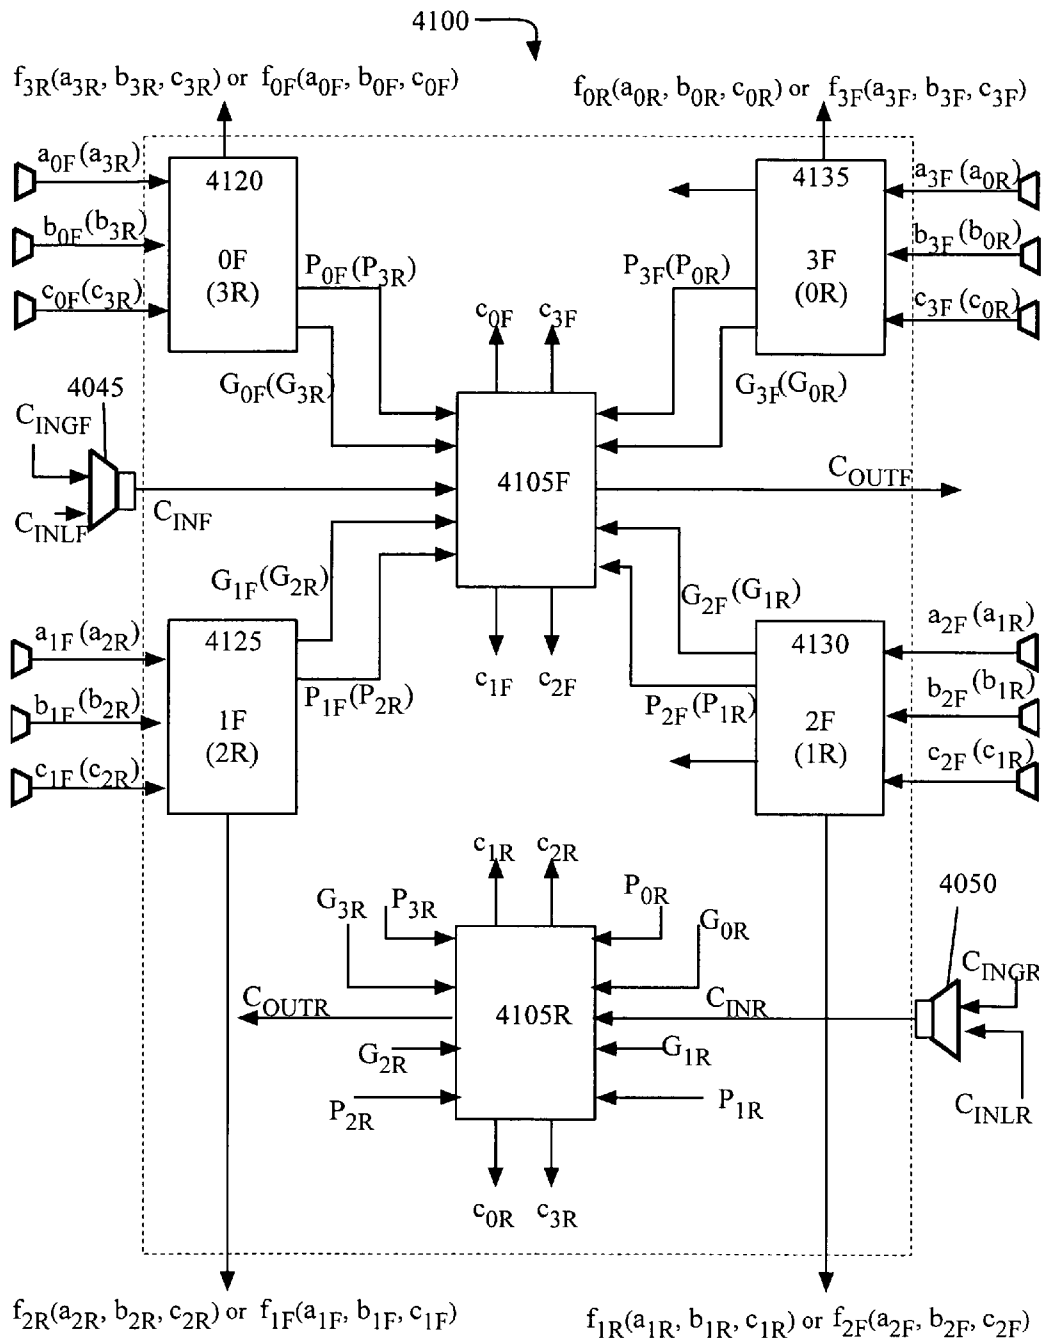 4100
f3R(a3R, b3R, c3R) or f0F(a0F, b0F, c0F)
f0R(a0R, b0R, c0R) or f3F(a3F, b3F, c3F)
a0F(a3R)
4120
4135
a3F(a0R)
b0F(b3R)
0F
(3R)
P0F(P3R)
P3F(P0R)
3F
(0R)
b3F(b0R)
c0F(c3R)
c0F
c3F
c3F(c0R)
G0F(G3R)
G3F(G0R)
4045
CINGF
4105F
COUTF
CINLF
CINF
G1F(G2R)
G2F(G1R)
a1F(a2R)
4125
c1F
c2F
4130
a2F(a1R)
b1F(b2R)
1F
(2R)
P1F(P2R)
P2F(P1R)
2F
(1R)
b2F(b1R)
c1F(c2R)
c2F(c1R)
c1R
c2R
G3R
P3R
P0R
G0R
4050
CINGR
COUTR
4105R
CINR
G2R
G1R
P2R
P1R
CINLR
c0R
c3R
f2R(a2R, b2R, c2R) or f1F(a1F, b1F, c1F)
f1R(a1R, b1R, c1R) or f2F(a2F, b2F, c2F)